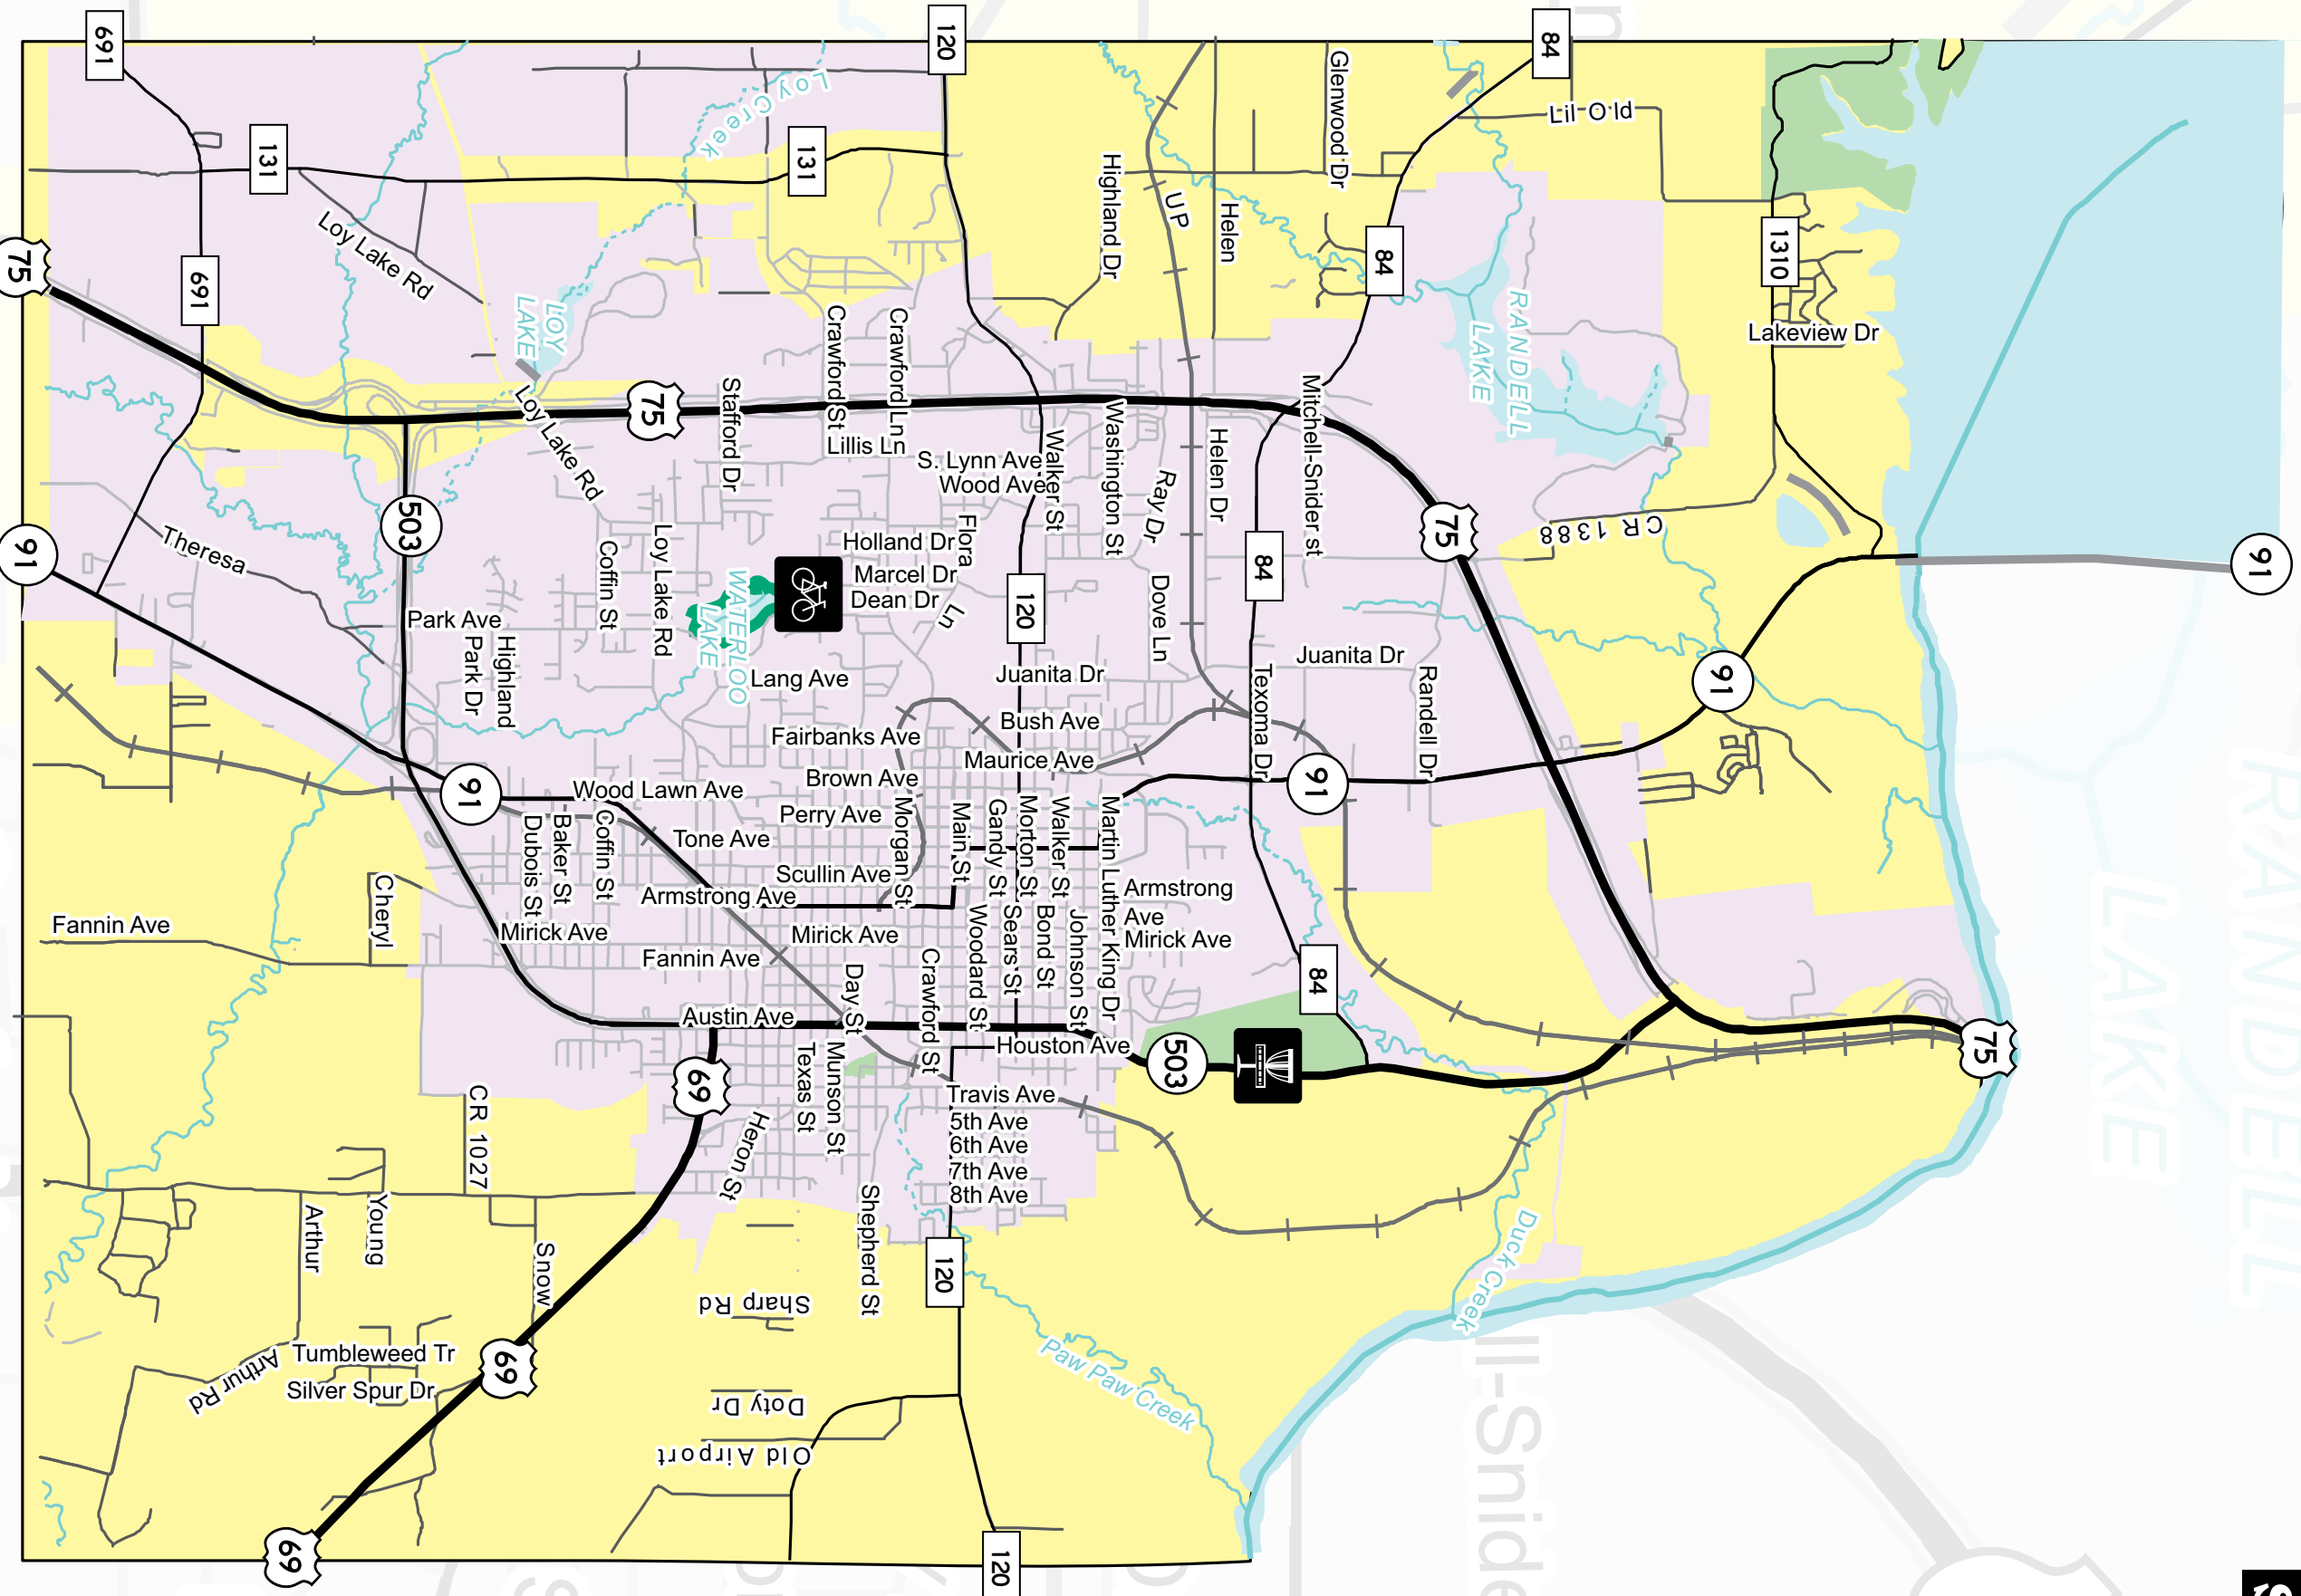 691
120
84
131
Loy Creek
131
Lil Old
Glenwood Dr
Highland Dr
UP
Helen
84
1310
Loy Lake Rd
75
691
LOY
LAKE
RANDELL
LAKE
Lakeview Dr
Crawford St
Crawford Ln
Stafford Dr
75
Lillis Ln
S. Lynn Ave
Wood Ave
Walker St
Washington St
Ray Dr
Helen Dr
Mitchell-Snider st
Loy Lake Rd
503
75
CR 1388
91
91
Theresa
Coffin St
Loy Lake Rd
Holland Dr
Flora
Marcel Dr
Dean Dr
Ln
WATERLOO
LAKE
120
84
Dove Ln
Park Ave
Park Dr
Highland
Lang Ave
Juanita Dr
Juanita Dr
Texoma Dr
Randell Dr
91
Bush Ave
Fairbanks Ave
Maurice Ave
Brown Ave
91
Wood Lawn Ave
91
Perry Ave
Tone Ave
Dubois St
Baker St
Coffin St
Morgan St
Main St
Gandy St
Morton St
Walker St
Martin Luther King Dr
Scullin Ave
Armstrong Ave
Armstrong
Ave
Mirick Ave
Mirick Ave
Mirick Ave
Cheryl
Fannin Ave
Fannin Ave
Day St
Crawford St
Woodard St
Sears St
Bond St
Johnson St
84
RANDELL
LAKE
Austin Ave
Houston Ave
503
75
69
Texas St
Munson St
Travis Ave
5th Ave
6th Ave
7th Ave
8th Ave
CR 1027
Heron St
Shepherd St
Arthur
Young
Snow
120
Sharp Rd
Duck Creek
Paw Paw Creek
Tumbleweed Tr
Silver Spur Dr
Arthur Rd
69
Doty Dr
Old Airport
ll-Snide
69
120